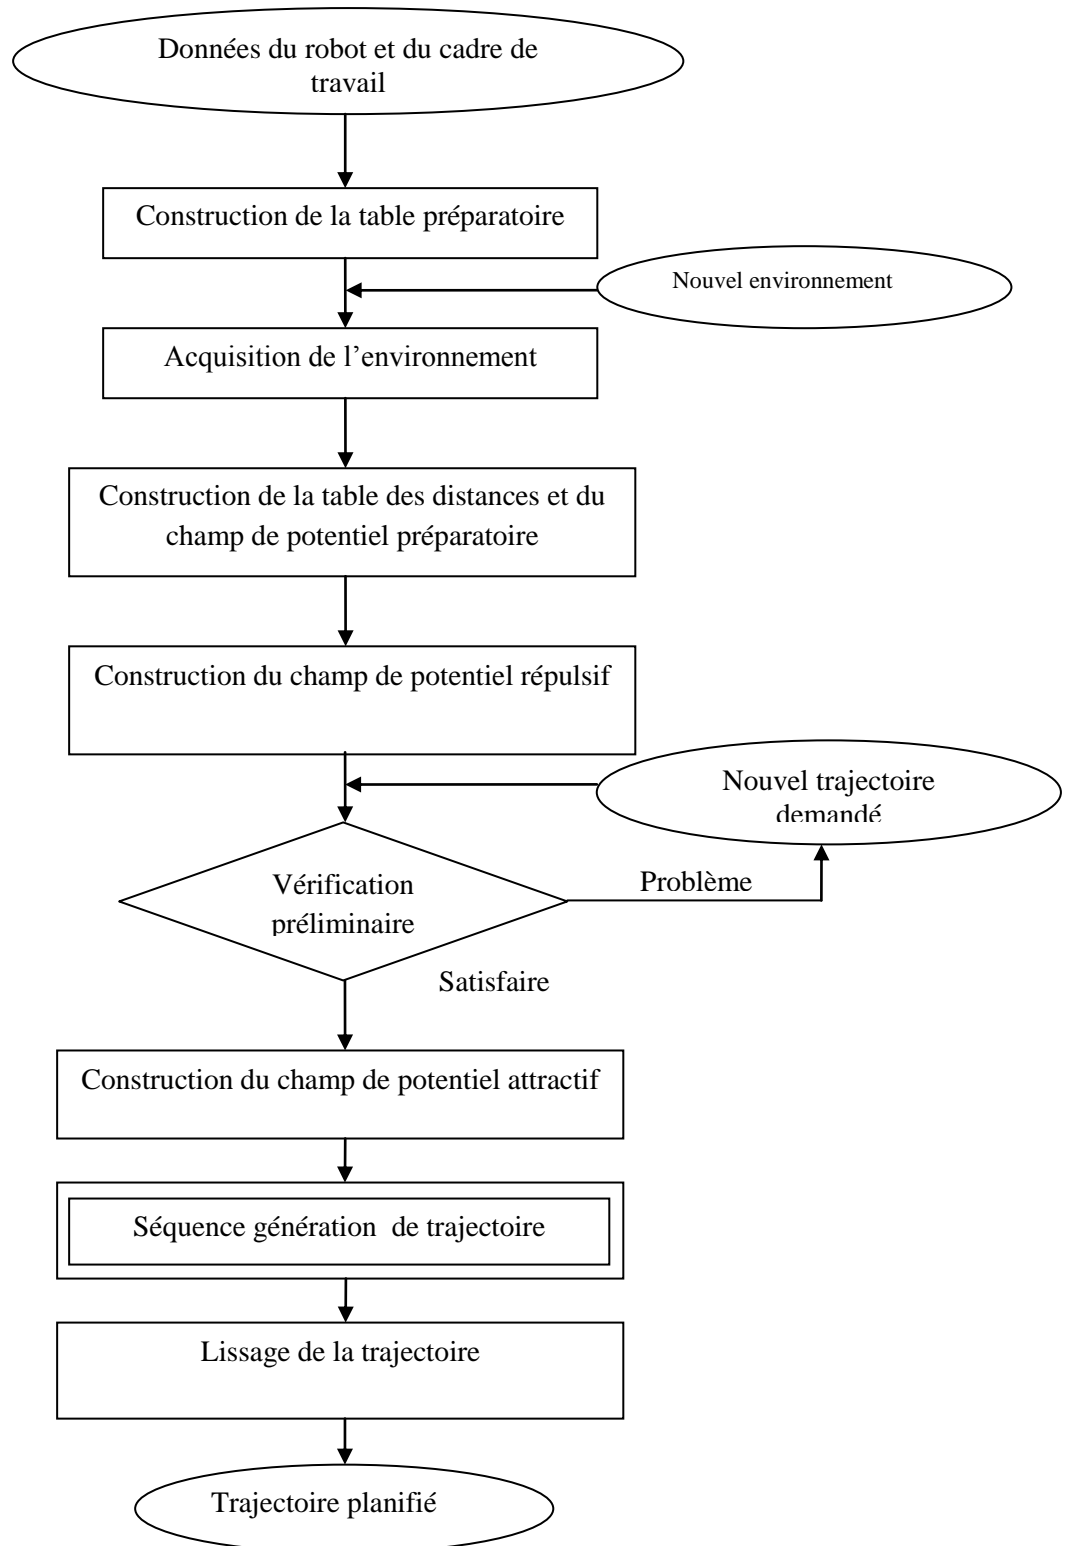 Données du robot et du cadre de
travail
Construction de la table préparatoire
Nouvel environnement
Acquisition de l’environnement
Construction de la table des distances et du
champ de potentiel préparatoire
Construction du champ de potentiel répulsif
Nouvel trajectoire
demandé
Problème
Vérification
préliminaire
Satisfaire
Construction du champ de potentiel attractif
Séquence génération  de trajectoire
Lissage de la trajectoire
Trajectoire planifié